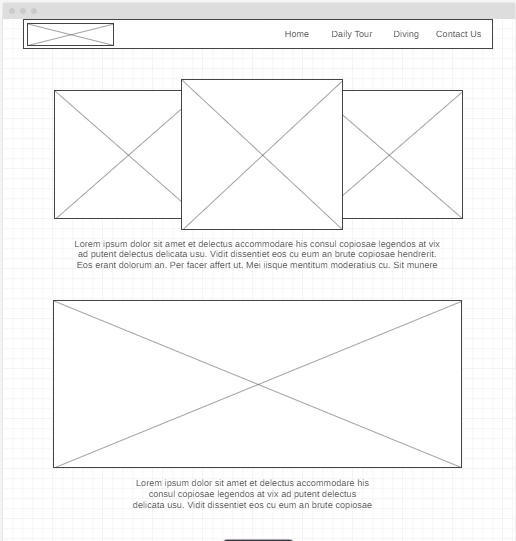 Home Daily Tour Diving Contact Us
Lorem ipsum dolor sit amet et delectus accommodare his consul copiosae legendos at vix
ad putent delectus delicata usu. Vidit dissentiet eos cu eum an brute copiosae hendrerit.
Eos erant dolorum an. Per facer affert ut. Mei iisque mentitum moderatius cu. Sit munere
Lorem ipsum dolor sit amet et delectus accommodare his
consul copiosae legendos at vix ad putent delectus
delicata usu. Vidit dissentiet eos cu eum an brute copiosae